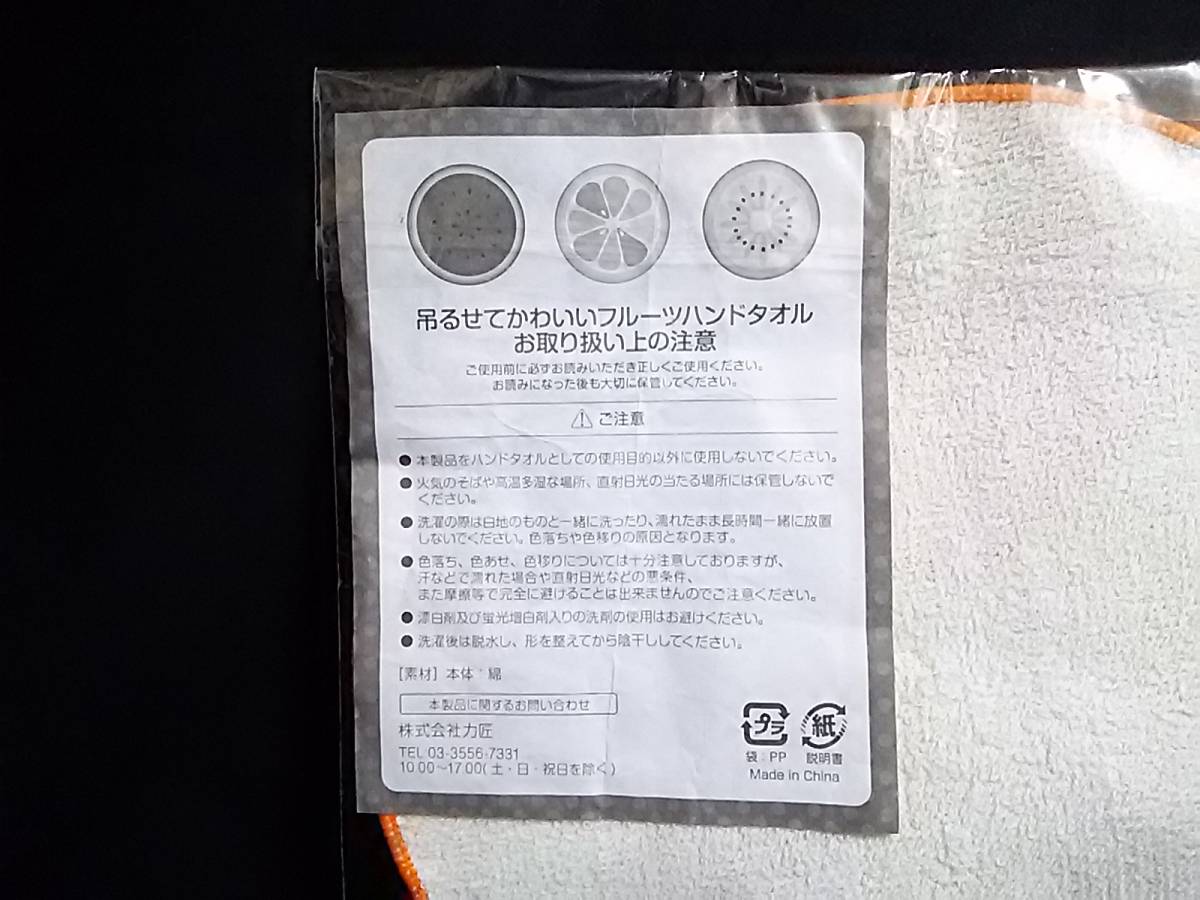 吊るせてかわいいフルーツハンドタオル
お取り扱い上の注意
ご使用前に必ずお読みいただき正しくご使用ください。
お読みになった後も大切に保管してください。
ご注意
●本製品をハンドタオルとしての使用目的以外に使用しないでください。
●火気のそばや高温多湿な場所、直射日光の当たる場所には保管しないで
ください。
●洗濯の際は白地のものと一緒に洗ったり、濡れたまま長時間一緒に放置
しないでください。色落ちや色移りの原因となります。
●色落ち、色あせ、色移りについては十分注意しておりますが、
汗などで濡れた場合や直射日光などの悪条件、
また摩擦等で完全に避けることは出来ませんのでご注意ください。
●漂白剤及び蛍光増白剤入りの洗剤の使用はお避けください。
●洗濯後は脱水し、形を整えてから陰干ししてください。
[素材] 本体：綿
本製品に関するお問い合わせ
株式会社力匠
TEL 03-3556-7331
10:00～17:00(土・日・祝日を除く)
プラ 紙
袋：PP 説明書
Made in China